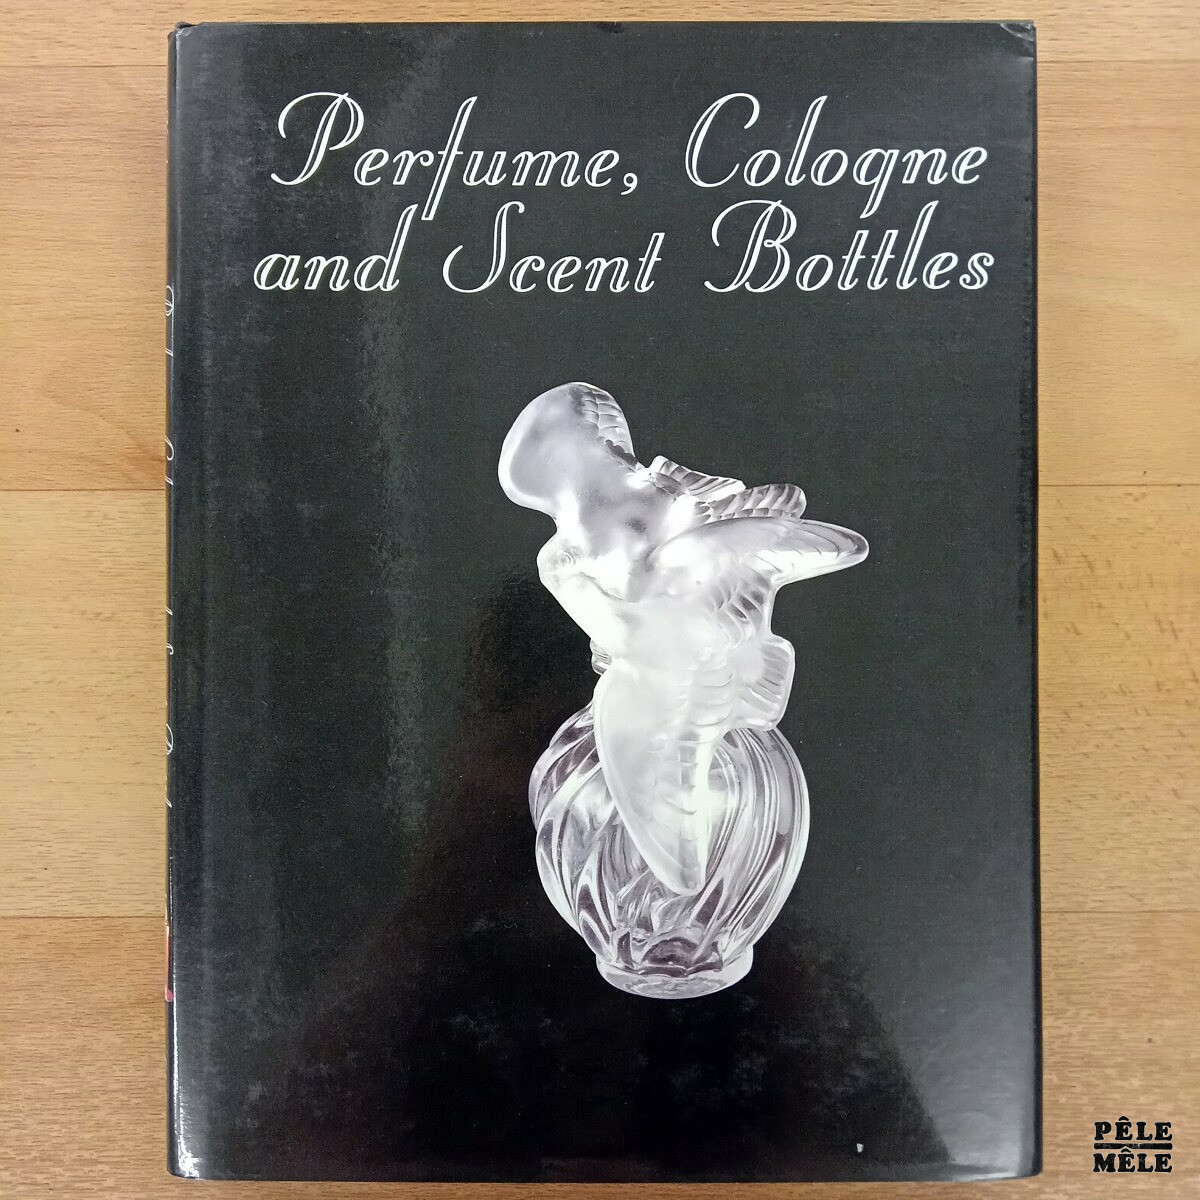 Perfume, Cologne
and Scent Bottles
PÊLE
MÊLE